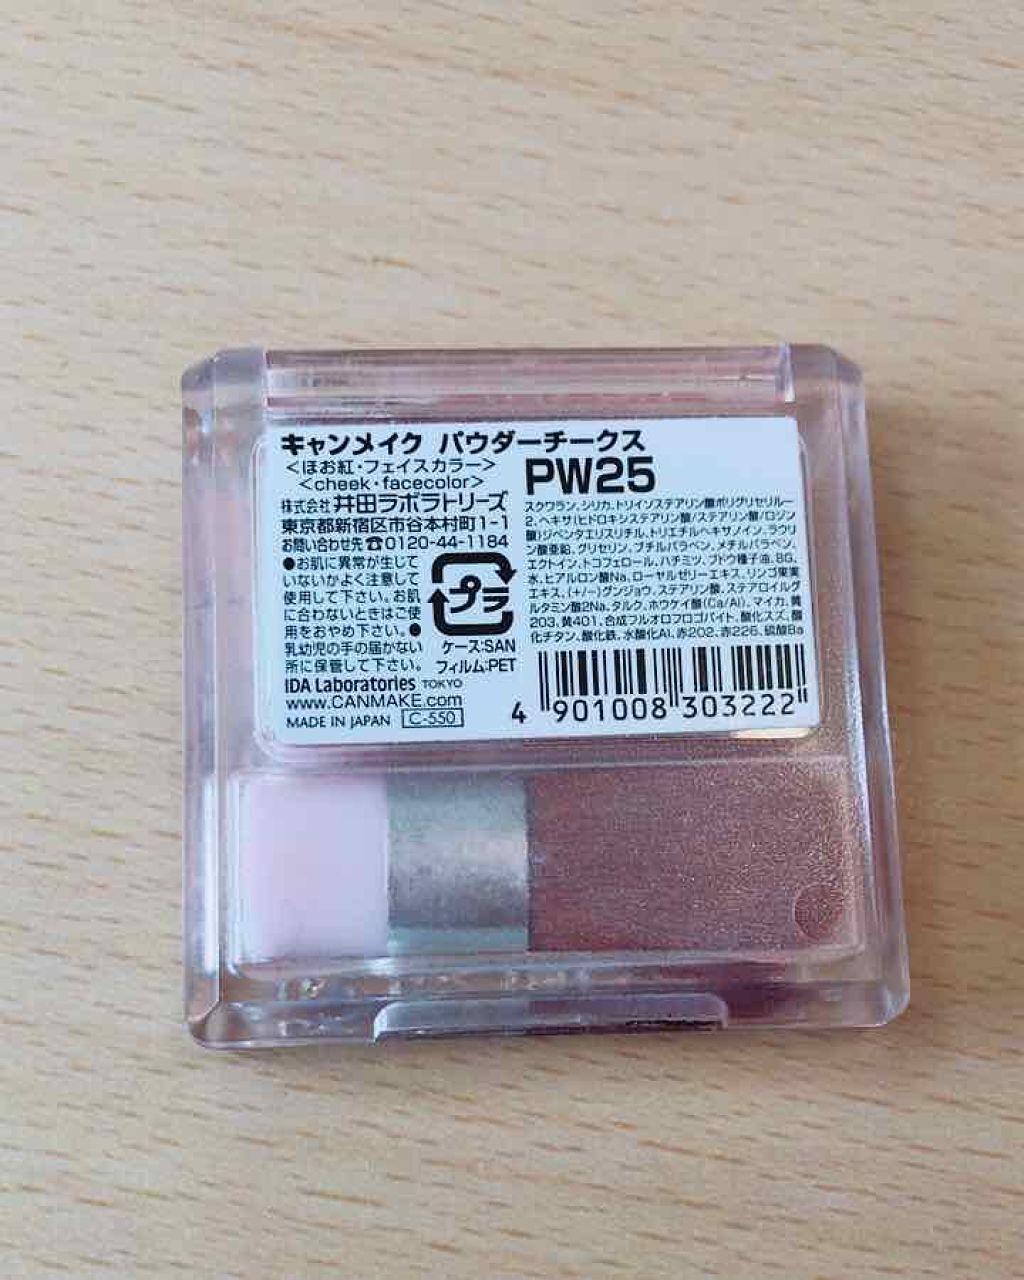 キャンメイク パウダーチークス
<ほお紅・フェイスカラー>
<cheek・facecolor>
PW25
株式会社 井田ラボラトリーズ
東京都新宿区市谷本村町1-1
お問い合わせ先☎0120-44-1184
●お肌に異常が生じて
いないかよく注意して
使用して下さい。お肌
に合わないときはご使
用をおやめ下さい。●
乳幼児の手の届かない
所に保管して下さい。
プラ
ケース:SAN
フィルム:PET
IDA Laboratories TOKYO
www.CANMAKE.com
MADE IN JAPAN C-550
スクワラン、シリカ、トリイソステアリン酸ポリグリセリル-
2、ヘキサ(ヒドロキシステアリン酸/ステアリン酸/ロジン
酸)ジペンタエリスリチル、トリエチルヘキサノイン、ラウリ
ン酸亜鉛、グリセリン、ブチルパラベン、メチルパラベン、
エクトイン、トコフェロール、ハチミツ、ブドウ種子油、BG、
水、ヒアルロン酸Na、ローヤルゼリーエキス、リンゴ果実
エキス、(+/-)グンジョウ、ステアリン酸、ステアロイルグ
ルタミン酸2Na、タルク、ホウケイ酸(Ca/Al)、マイカ、黄
203、黄401、合成フルオロフロゴパイト、酸化スズ、酸
化チタン、酸化鉄、水酸化Al、赤202、赤226、硫酸Ba
4 901008 303222